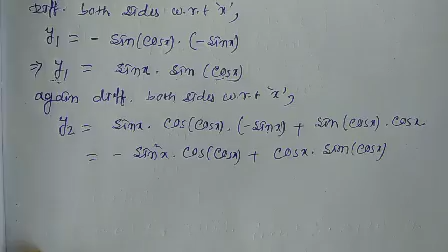 Diff. both sides w.r.t 'x',
y₁ = - sin(cosx) · (-sinx)
⇒ y₁ = sinx · sin (cosx)
again diff. both sides w.r.t 'x',
y₂ = sinx · cos(cosx) · (-sinx) + sin(cosx) · cosx
= - sin²x · cos(cosx) + cosx · sin(cosx)